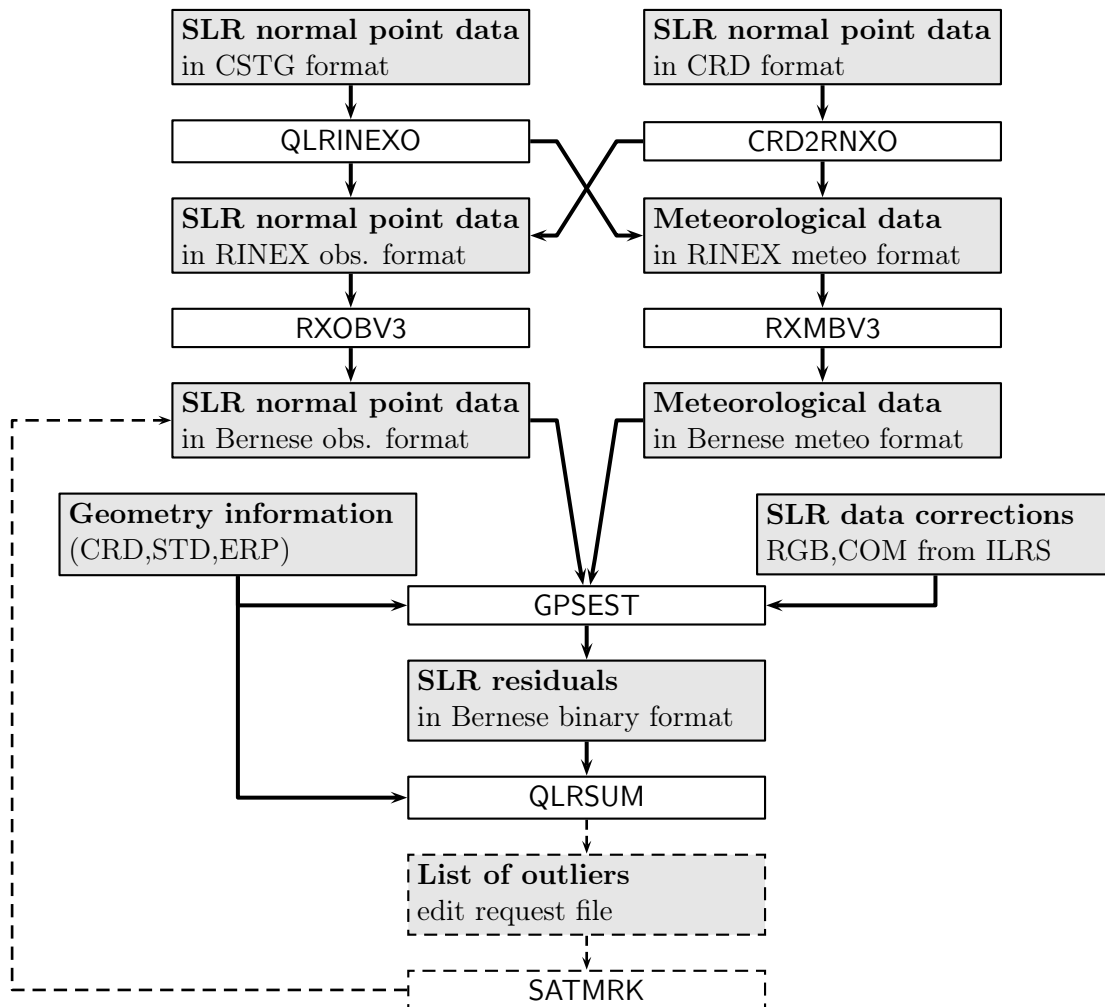 SLR normal point data
in CSTG format
SLR normal point data
in CRD format
QLRINEXO
CRD2RNXO
SLR normal point data
in RINEX obs. format
Meteorological data
in RINEX meteo format
RXOBV3
RXMBV3
SLR normal point data
in Bernese obs. format
Meteorological data
in Bernese meteo format
Geometry information
(CRD,STD,ERP)
SLR data corrections
RGB,COM from ILRS
GPSEST
SLR residuals
in Bernese binary format
QLRSUM
List of outliers
edit request file
SATMRK